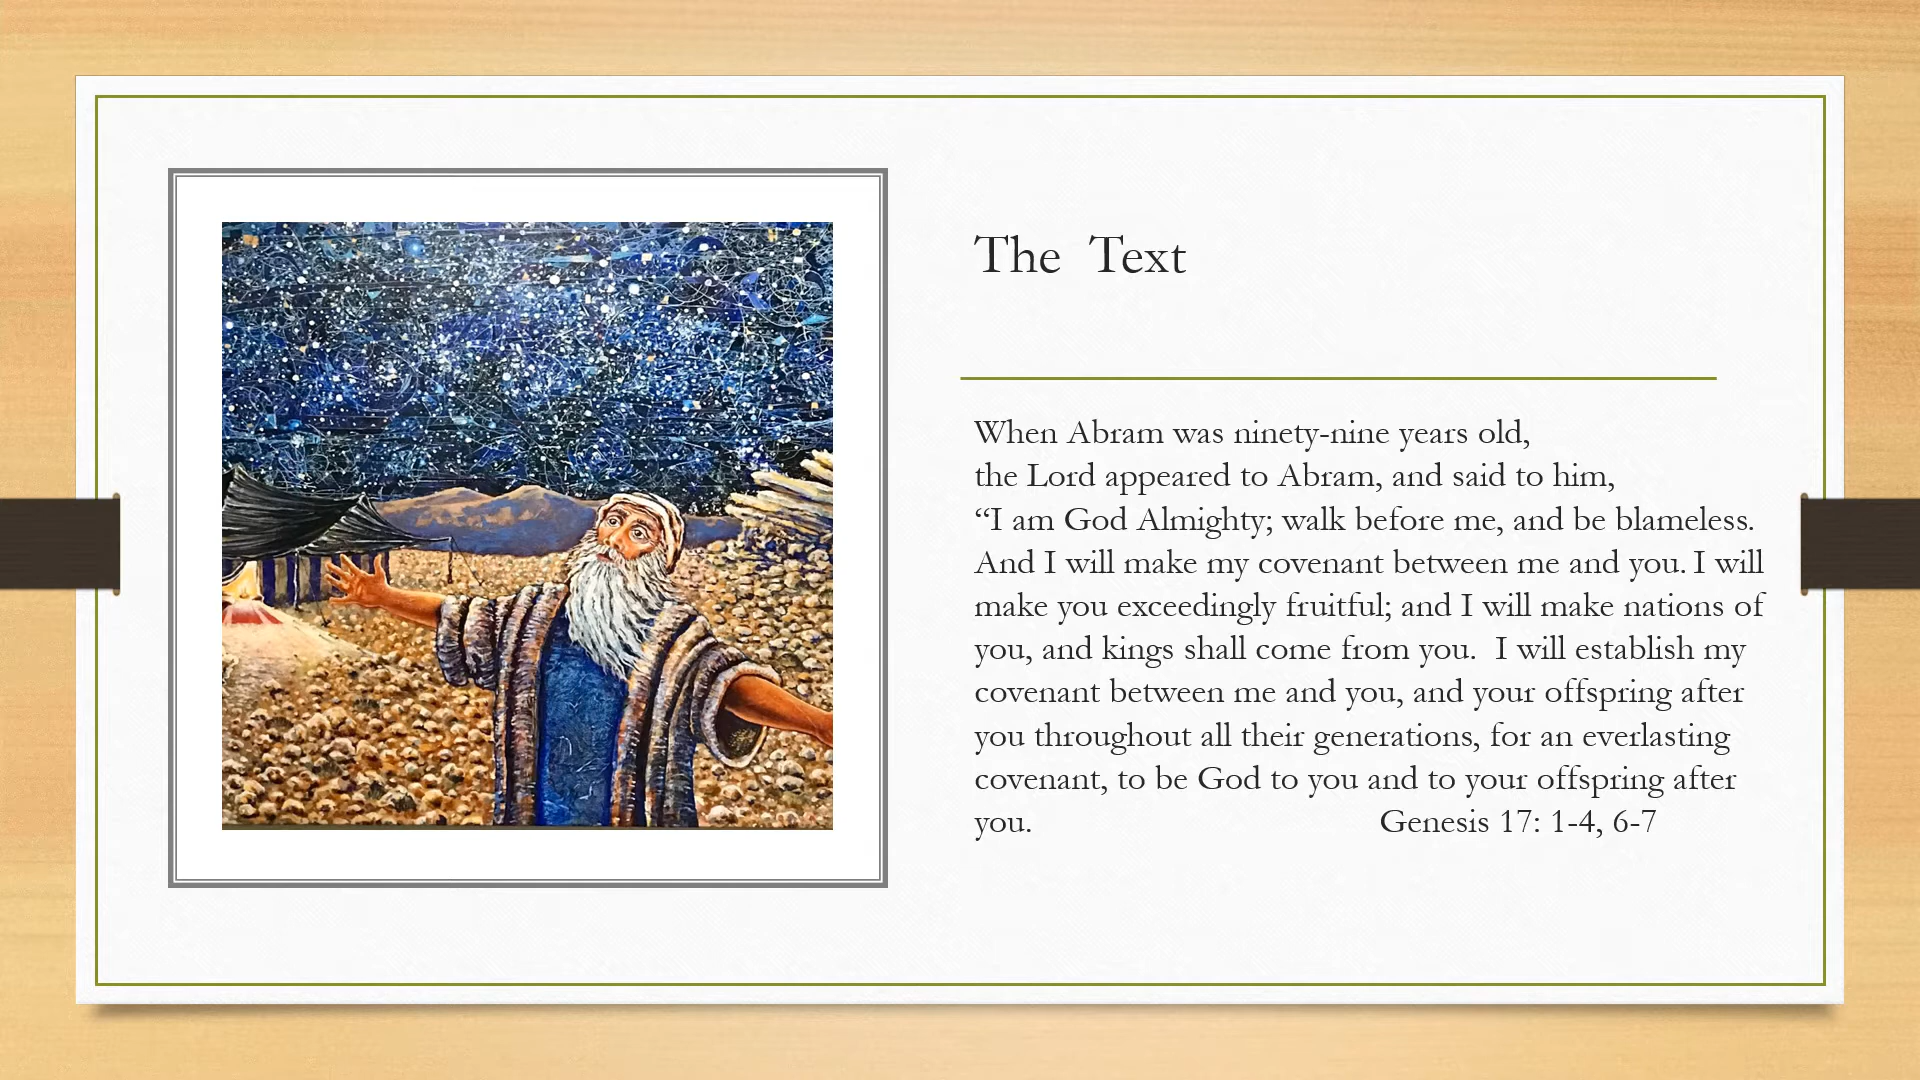 The Text
When Abram was ninety-nine years old,
the Lord appeared to Abram, and said to him,
“I am God Almighty; walk before me, and be blameless.
And I will make my covenant between me and you. I will
make you exceedingly fruitful; and I will make nations of
you, and kings shall come from you. I will establish my
covenant between me and you, and your offspring after
you throughout all their generations, for an everlasting
covenant, to be God to you and to your offspring after
you. Genesis 17: 1-4, 6-7